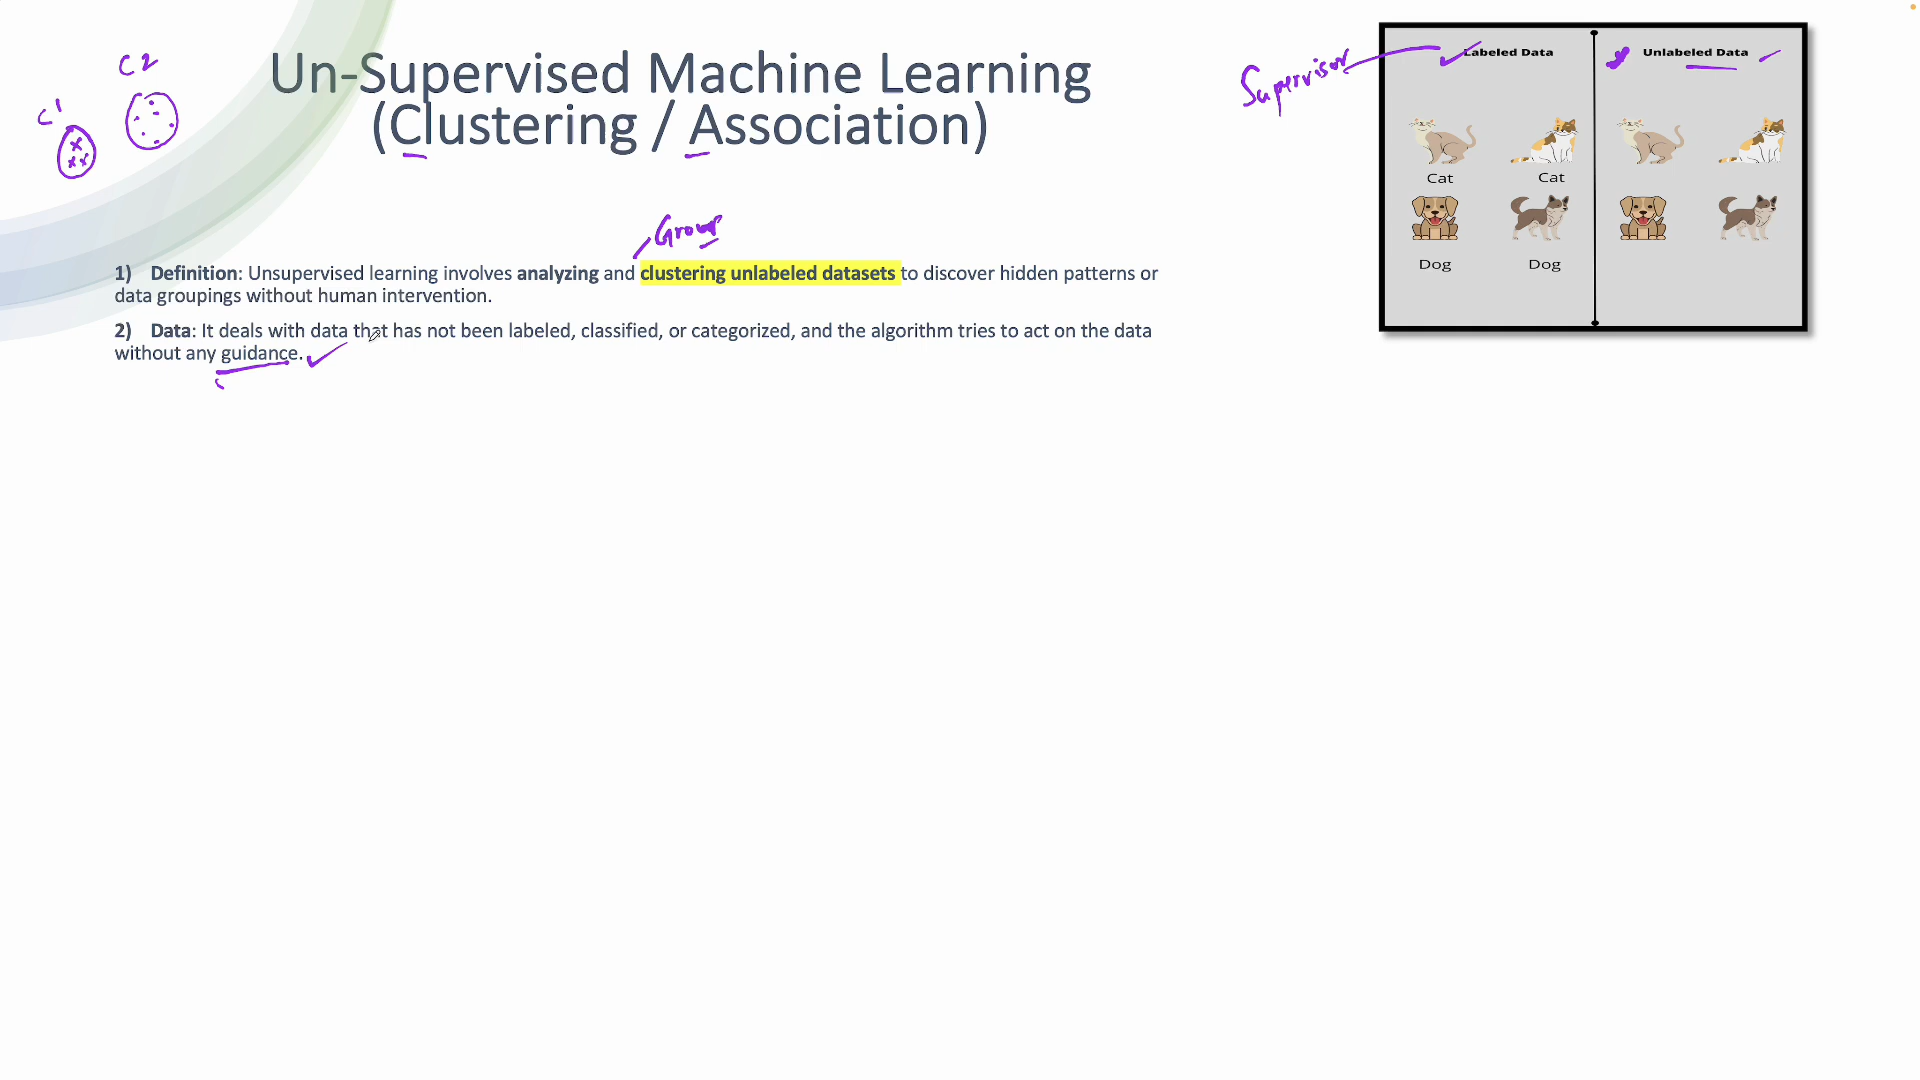 C2
C1
Un-Supervised Machine Learning
(Clustering / Association)
Supervisor
Labeled Data
Unlabeled Data
Cat
Cat
Dog
Dog
Group
1) Definition: Unsupervised learning involves analyzing and clustering unlabeled datasets to discover hidden patterns or
data groupings without human intervention.
2) Data: It deals with data that has not been labeled, classified, or categorized, and the algorithm tries to act on the data
without any guidance.